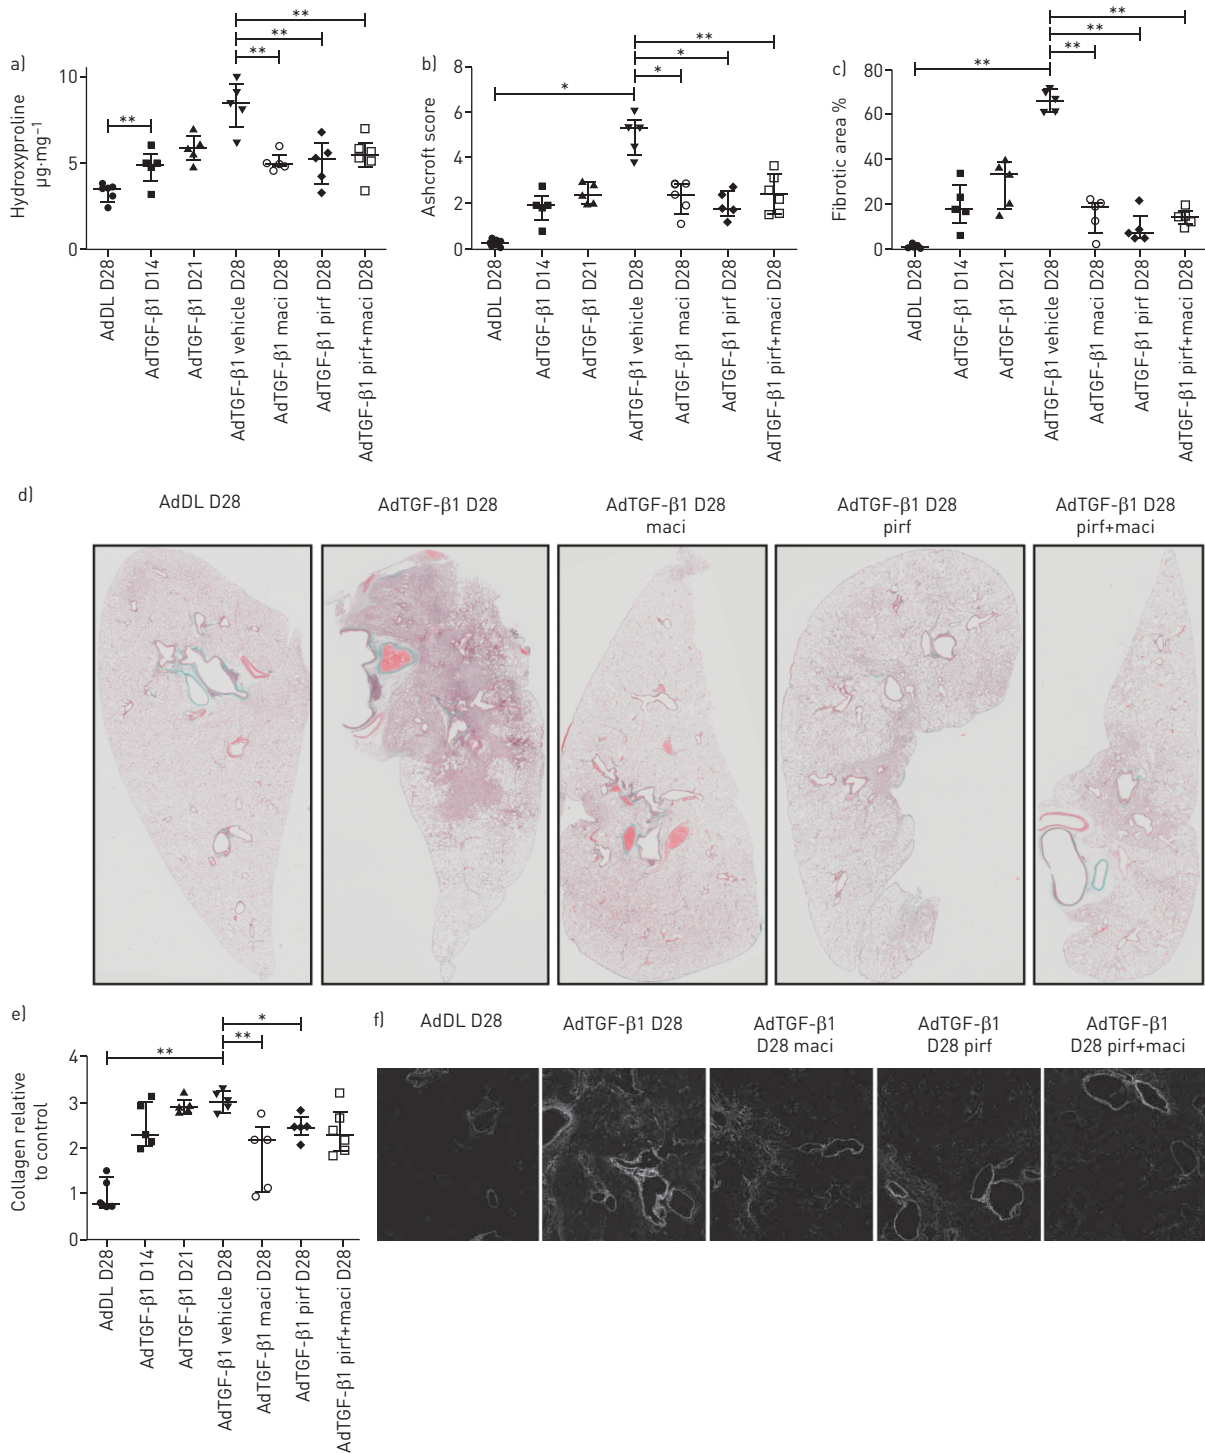 a)
Hydroxyproline
µg·mg⁻¹
10
5
0
**
**
**
**
AdDL D28
AdTGF-β1 D14
AdTGF-β1 D21
AdTGF-β1 vehicle D28
AdTGF-β1 maci D28
AdTGF-β1 pirf D28
AdTGF-β1 pirf+maci D28
b)
Ashcroft score
8
6
4
2
0
*
**
*
*
AdDL D28
AdTGF-β1 D14
AdTGF-β1 D21
AdTGF-β1 vehicle D28
AdTGF-β1 maci D28
AdTGF-β1 pirf D28
AdTGF-β1 pirf+maci D28
c)
Fibrotic area %
80
60
40
20
0
**
**
**
**
AdDL D28
AdTGF-β1 D14
AdTGF-β1 D21
AdTGF-β1 vehicle D28
AdTGF-β1 maci D28
AdTGF-β1 pirf D28
AdTGF-β1 pirf+maci D28
d)
AdDL D28
AdTGF-β1 D28
AdTGF-β1 D28
maci
AdTGF-β1 D28
pirf
AdTGF-β1 D28
pirf+maci
e)
Collagen relative
to control
4
3
2
1
0
**
*
**
AdDL D28
AdTGF-β1 D14
AdTGF-β1 D21
AdTGF-β1 vehicle D28
AdTGF-β1 maci D28
AdTGF-β1 pirf D28
AdTGF-β1 pirf+maci D28
f)
AdDL D28
AdTGF-β1 D28
AdTGF-β1
D28 maci
AdTGF-β1
D28 pirf
AdTGF-β1
D28 pirf+maci